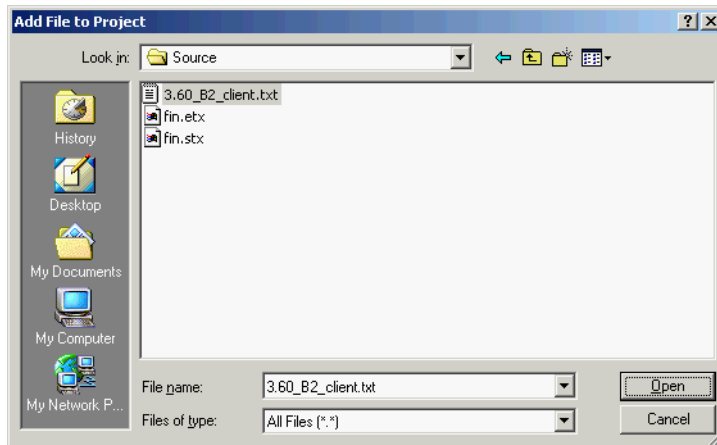 Add File to Project
Look in: Source
3.60_B2_client.txt
fin.etx
fin.stx
History
Desktop
My Documents
My Computer
My Network P...
File name: 3.60_B2_client.txt Open
Files of type: All Files (*.*) Cancel